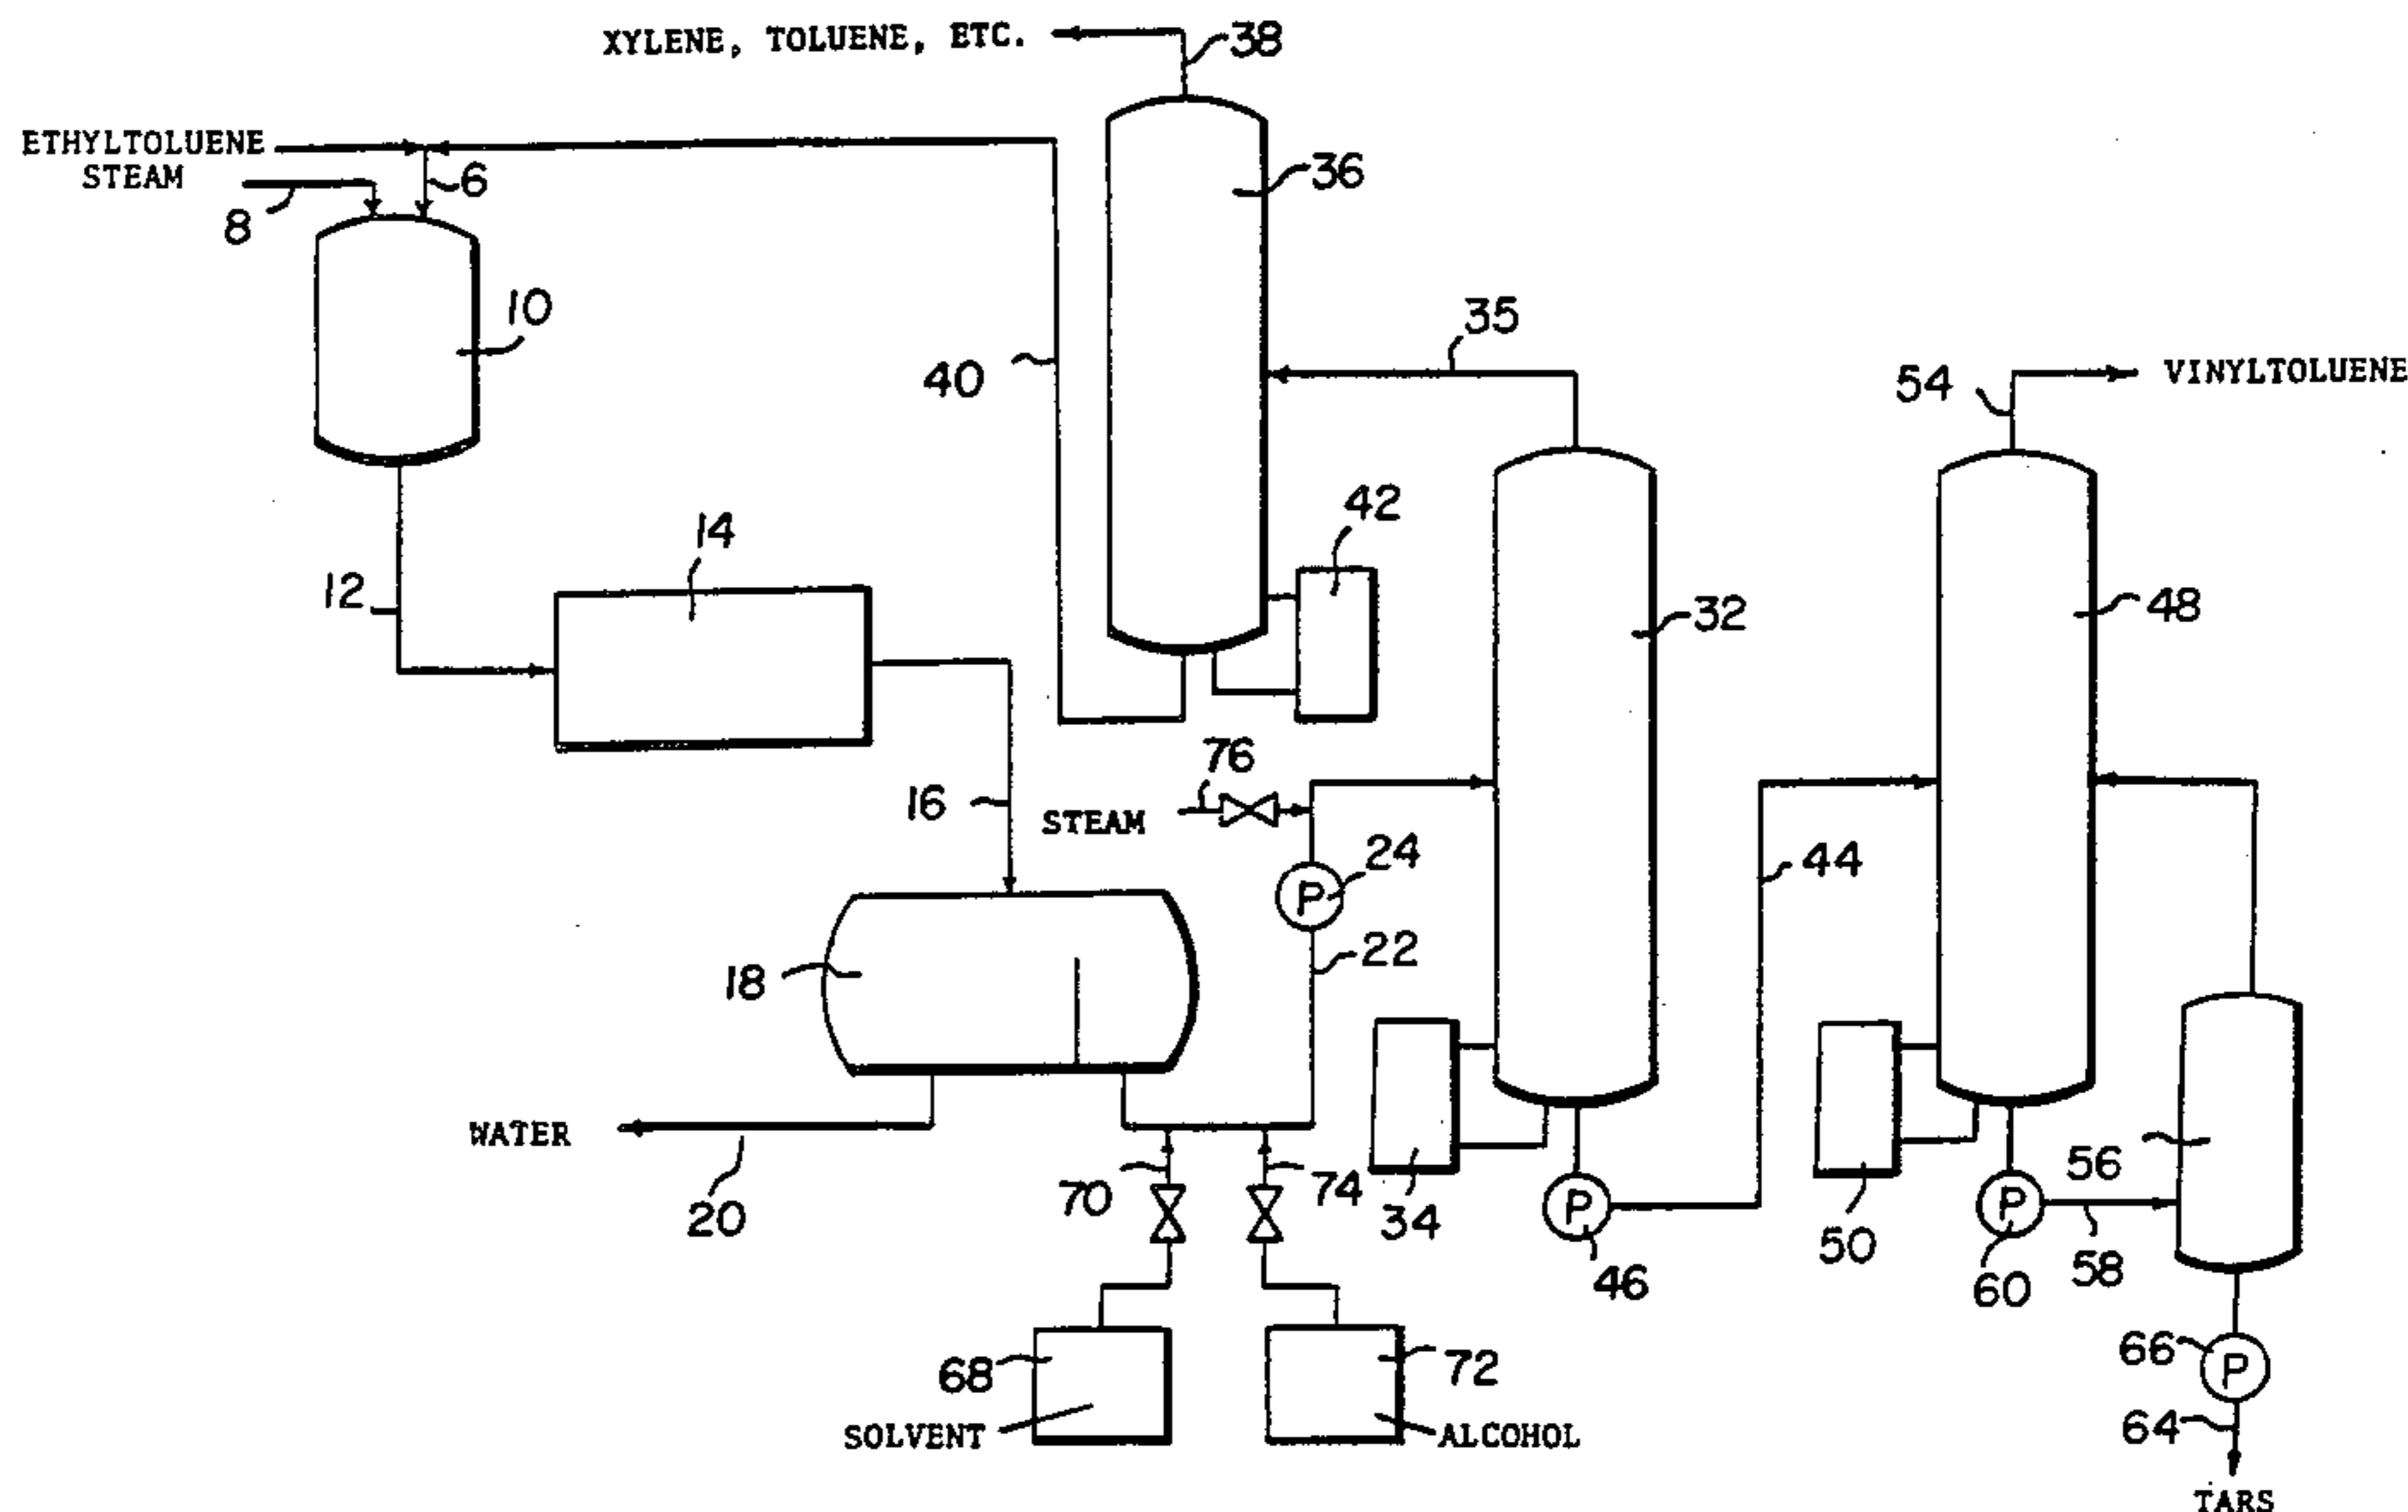 XYLENE, TOLUENE, ETC.
38
ETHYLTOLUENE
STEAM
6
8
36
10
35
40
54
VINYLTOLUENE
42
14
12
32
48
76
16
STEAM
24
44
22
18
WATER
20
70
74
34
P
P
P
46
50
60
58
56
P
66
P
64
68
72
SOLVENT
ALCOHOL
TARS